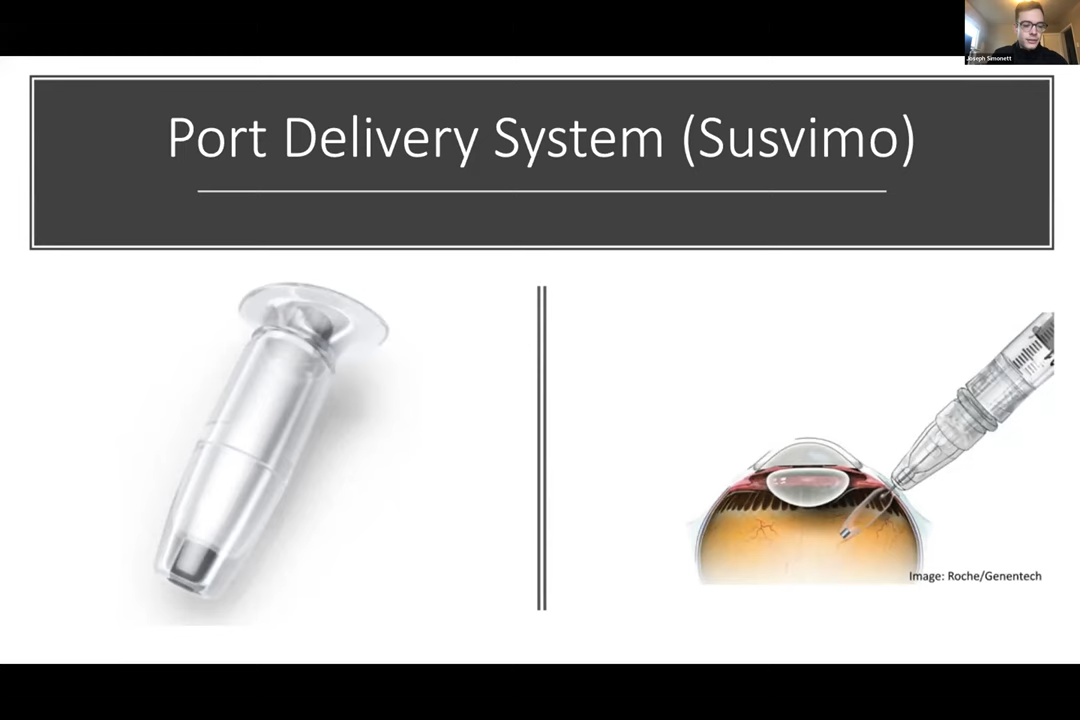 Joseph Simonett
Port Delivery System (Susvimo)
Image: Roche/Genentech